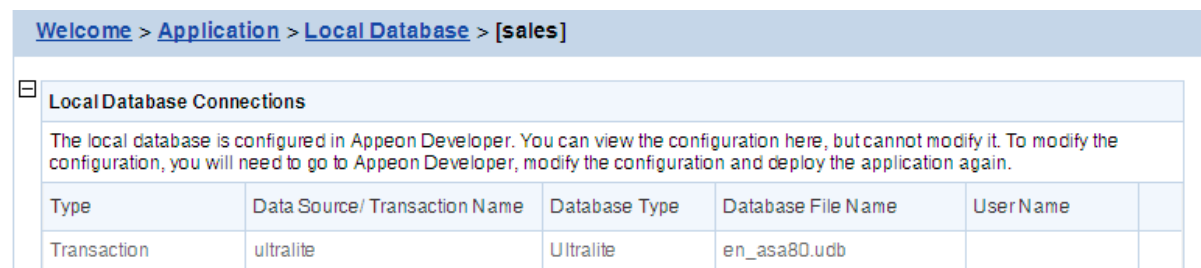 Welcome > Application > Local Database > [sales]
Local Database Connections
The local database is configured in Appeon Developer. You can view the configuration here, but cannot modify it. To modify the
configuration, you will need to go to Appeon Developer, modify the configuration and deploy the application again.
Type Data Source/ Transaction Name Database Type Database File Name User Name
Transaction ultralite Ultralite en_asa80.udb